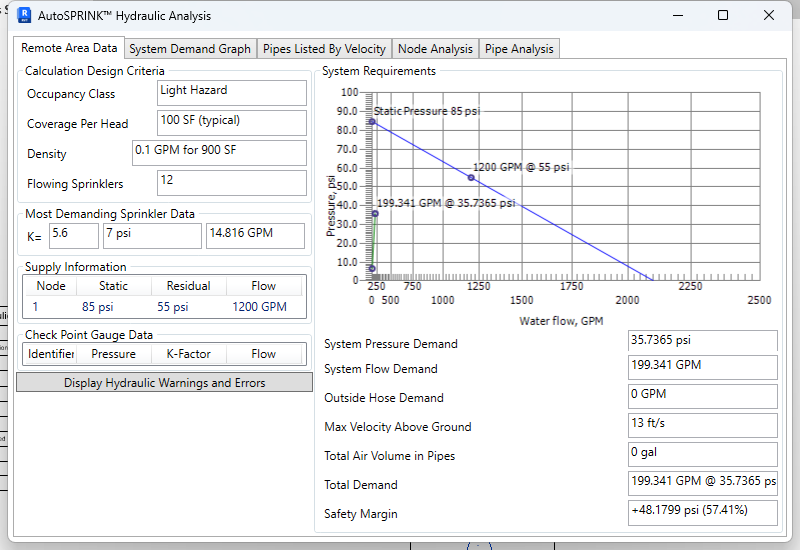 AutoSPRINK™ Hydraulic Analysis
Remote Area Data System Demand Graph Pipes Listed By Velocity Node Analysis Pipe Analysis
Calculation Design Criteria
Occupancy Class Light Hazard
Coverage Per Head 100 SF (typical)
Density 0.1 GPM for 900 SF
Flowing Sprinklers 12
Most Demanding Sprinkler Data
K= 5.6 7 psi 14.816 GPM
Supply Information
Node Static Residual Flow
1 85 psi 55 psi 1200 GPM
Check Point Gauge Data
Identifier Pressure K-Factor Flow
Display Hydraulic Warnings and Errors
System Requirements
100
90.0
80.0
70.0
60.0
50.0
40.0
30.0
20.0
10.0
0
Pressure, psi
Static Pressure 85 psi
1200 GPM @ 55 psi
199.341 GPM @ 35.7365 psi
250 750 1250 1750 2250
0 500 1000 1500 2000 2500
Water flow, GPM
System Pressure Demand 35.7365 psi
System Flow Demand 199.341 GPM
Outside Hose Demand 0 GPM
Max Velocity Above Ground 13 ft/s
Total Air Volume in Pipes 0 gal
Total Demand 199.341 GPM @ 35.7365 ps
Safety Margin +48.1799 psi (57.41%)